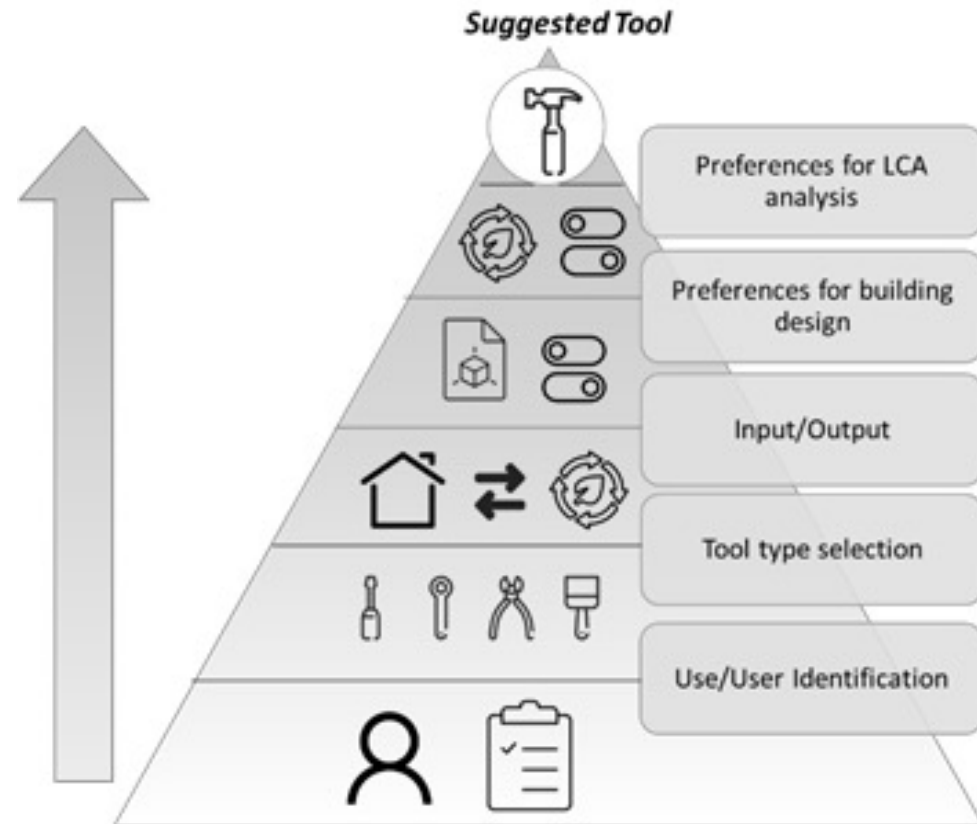 Suggested Tool
Preferences for LCA
analysis
Preferences for building
design
Input/Output
Tool type selection
Use/User Identification